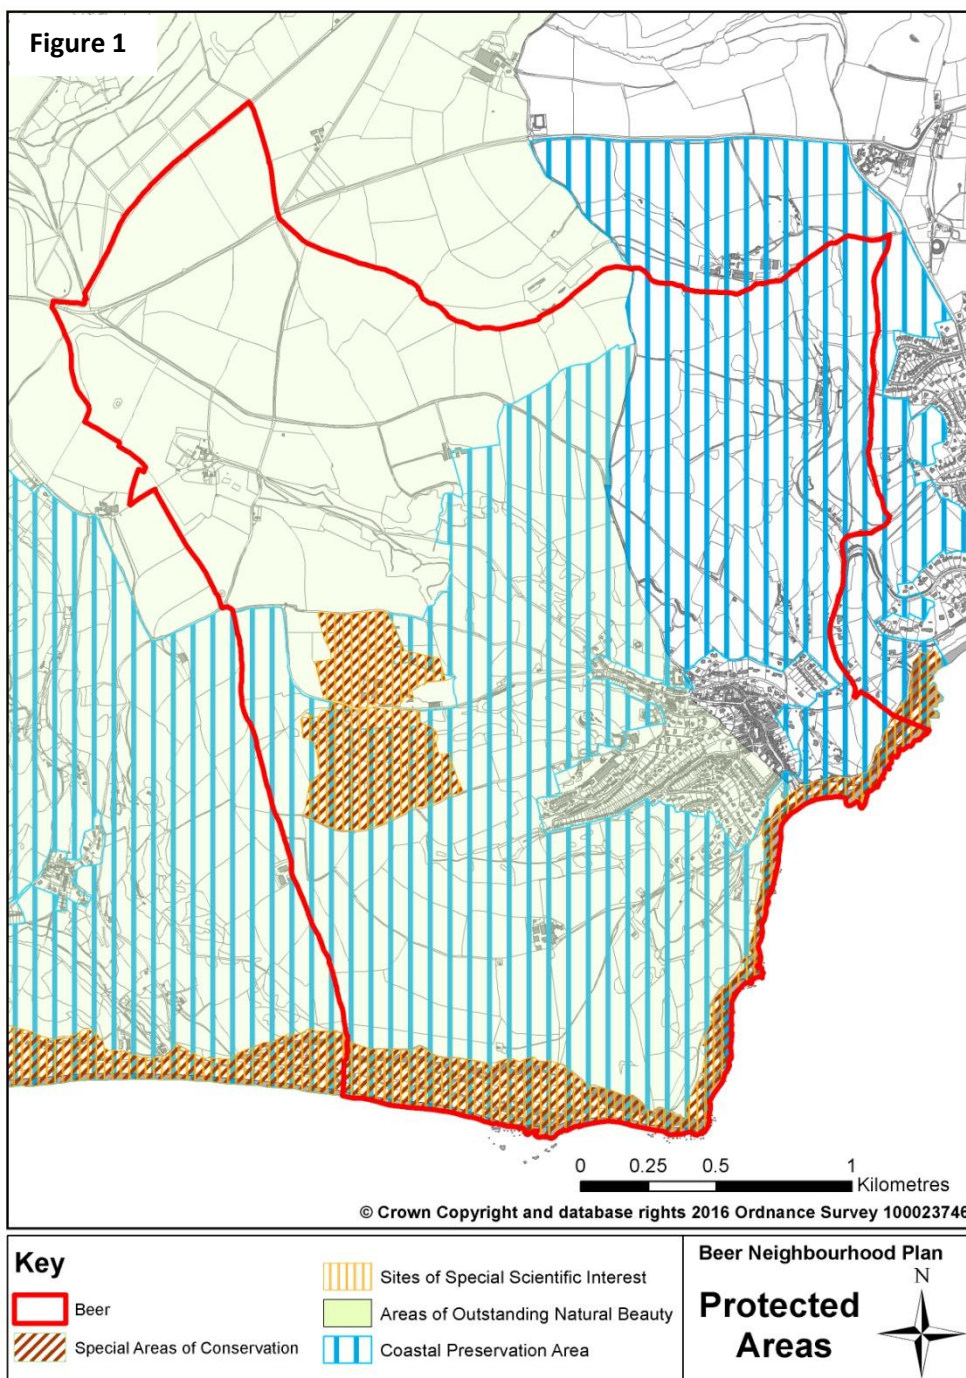 Figure 1
0 0.25 0.5 1
Kilometres
© Crown Copyright and database rights 2016 Ordnance Survey 100023746
Key
Beer
Special Areas of Conservation
Sites of Special Scientific Interest
Areas of Outstanding Natural Beauty
Coastal Preservation Area
Beer Neighbourhood Plan
N
Protected
Areas